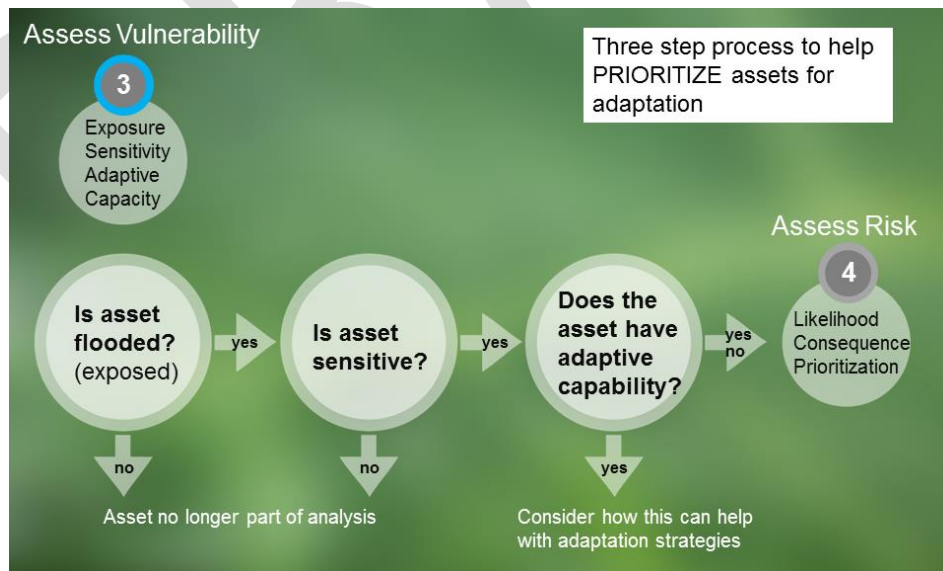 Assess Vulnerability
3
Exposure
Sensitivity
Adaptive
Capacity
Three step process to help
PRIORITIZE assets for
adaptation
Is asset
flooded?
(exposed)
yes
no
Is asset
sensitive?
yes
no
Asset no longer part of analysis
Does the
asset have
adaptive
capability?
yes
no
yes
Consider how this can help
with adaptation strategies
Assess Risk
4
Likelihood
Consequence
Prioritization